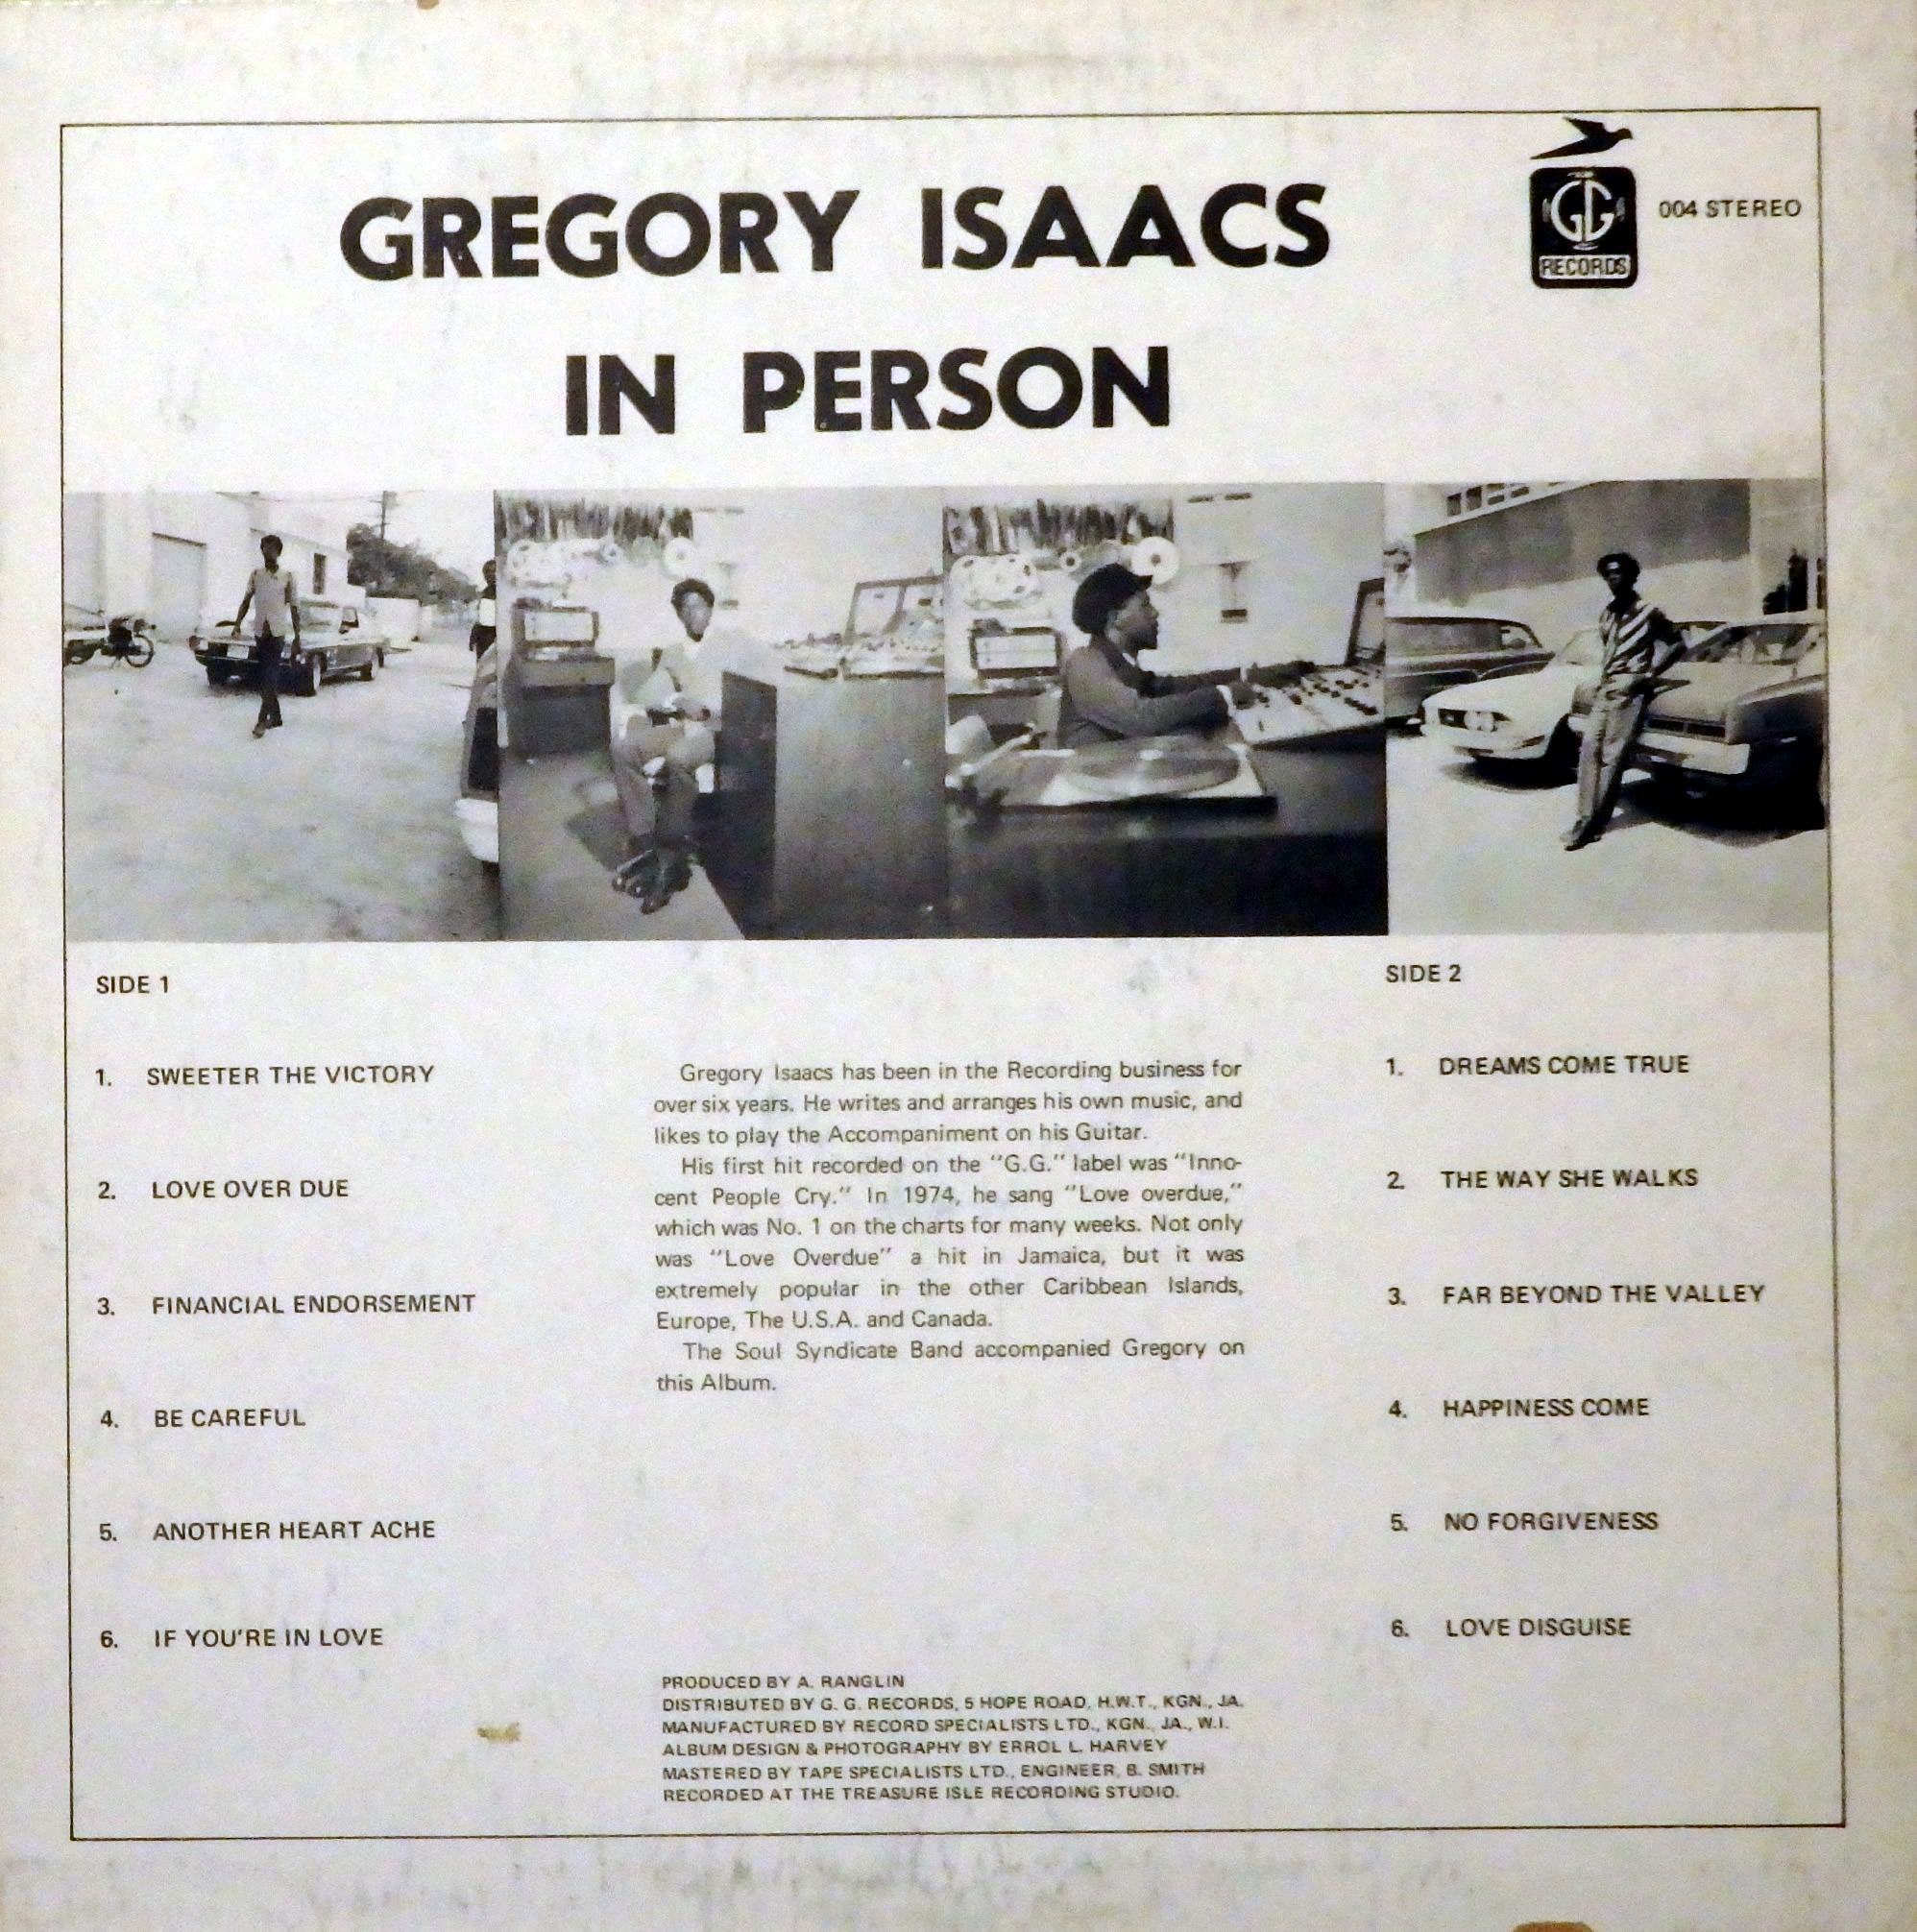 GREGORY ISAACS
IN PERSON
GG
RECORDS
004 STEREO
SIDE 1
1. SWEETER THE VICTORY
2. LOVE OVER DUE
3. FINANCIAL ENDORSEMENT
4. BE CAREFUL
5. ANOTHER HEART ACHE
6. IF YOU'RE IN LOVE
Gregory Isaacs has been in the Recording business for
over six years. He writes and arranges his own music, and
likes to play the Accompaniment on his Guitar.
His first hit recorded on the "G.G." label was "Inno-
cent People Cry." In 1974, he sang "Love overdue,"
which was No. 1 on the charts for many weeks. Not only
was "Love Overdue" a hit in Jamaica, but it was
extremely popular in the other Caribbean Islands,
Europe, The U.S.A. and Canada.
The Soul Syndicate Band accompanied Gregory on
this Album.
PRODUCED BY A. RANGLIN
DISTRIBUTED BY G. G. RECORDS, 5 HOPE ROAD, H.W.T., KGN., JA.
MANUFACTURED BY RECORD SPECIALISTS LTD., KGN., JA., W.I.
ALBUM DESIGN & PHOTOGRAPHY BY ERROL L. HARVEY
MASTERED BY TAPE SPECIALISTS LTD., ENGINEER, B. SMITH
RECORDED AT THE TREASURE ISLE RECORDING STUDIO.
SIDE 2
1. DREAMS COME TRUE
2. THE WAY SHE WALKS
3. FAR BEYOND THE VALLEY
4. HAPPINESS COME
5. NO FORGIVENESS
6. LOVE DISGUISE